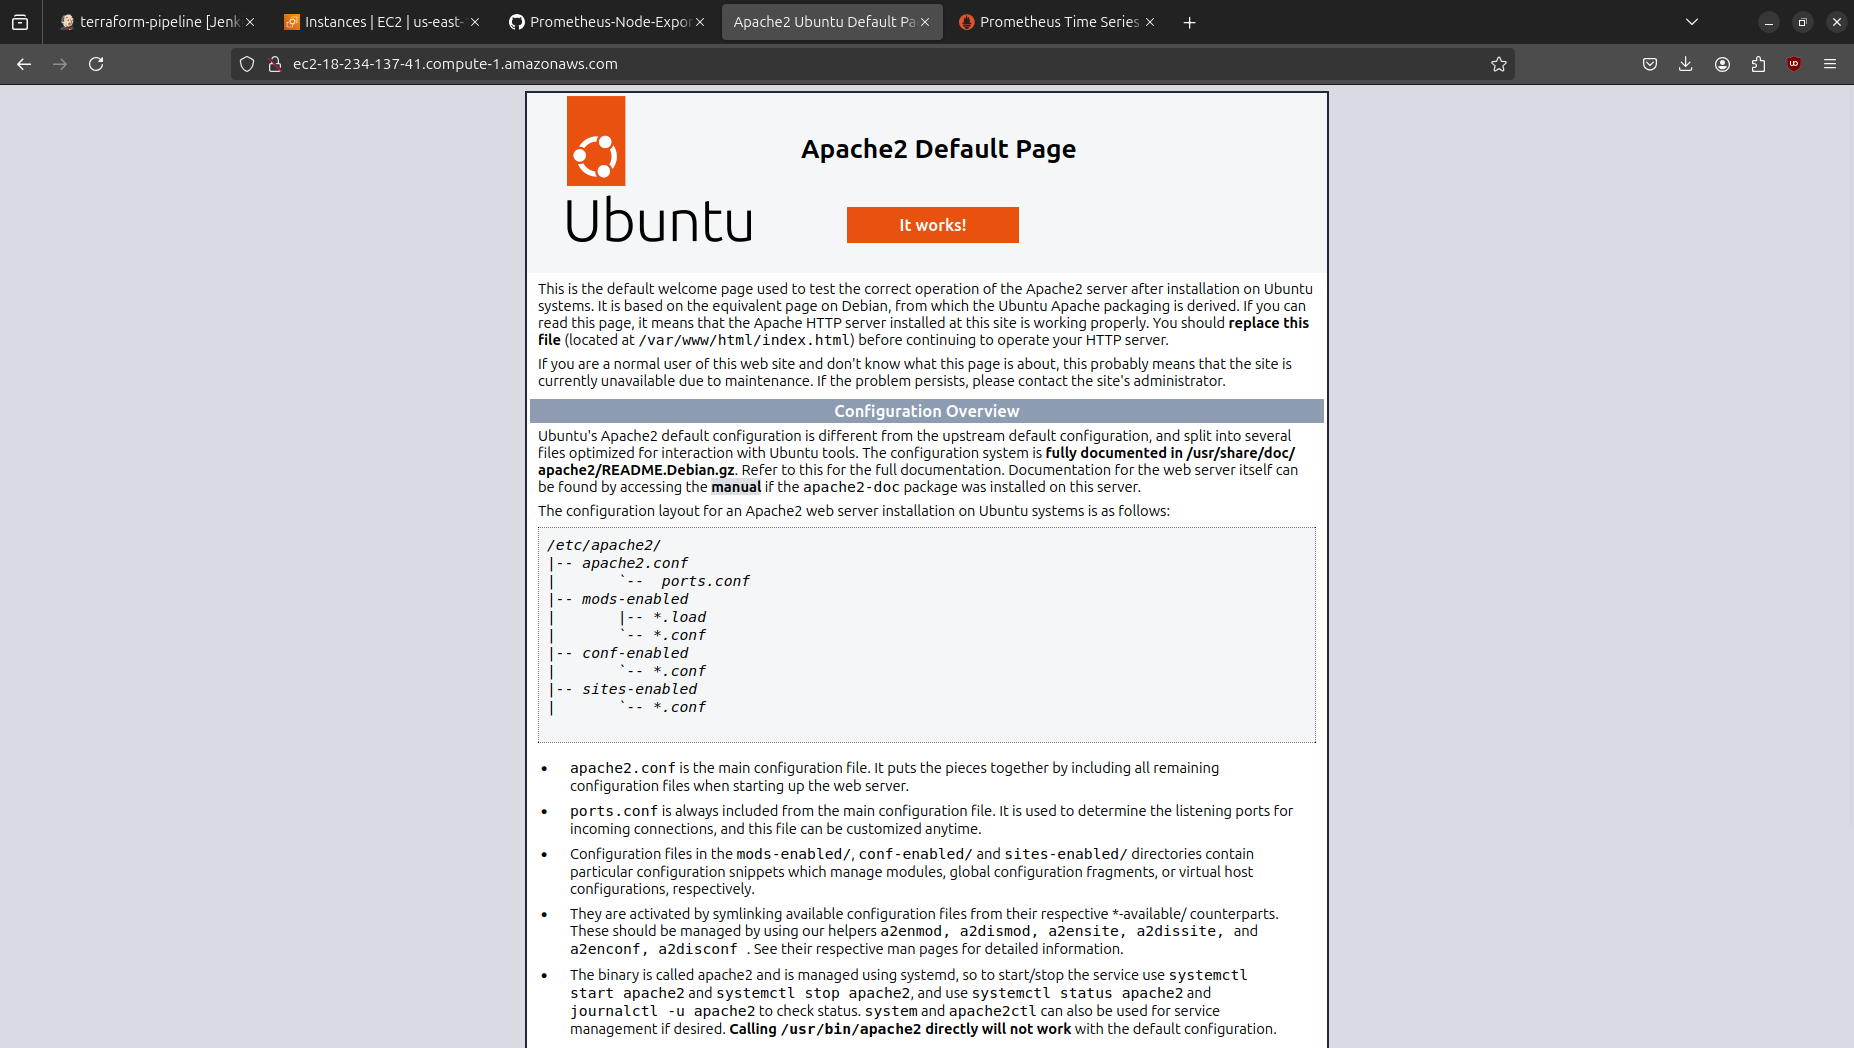 terraform-pipeline [Jenk
Instances | EC2 | us-east-
Prometheus-Node-Expor
Apache2 Ubuntu Default Pa
Prometheus Time Series
ec2-18-234-137-41.compute-1.amazonaws.com
Ubuntu
Apache2 Default Page
It works!
This is the default welcome page used to test the correct operation of the Apache2 server after installation on Ubuntu
systems. It is based on the equivalent page on Debian, from which the Ubuntu Apache packaging is derived. If you can
read this page, it means that the Apache HTTP server installed at this site is working properly. You should replace this
file (located at /var/www/html/index.html) before continuing to operate your HTTP server.
If you are a normal user of this web site and don't know what this page is about, this probably means that the site is
currently unavailable due to maintenance. If the problem persists, please contact the site's administrator.
Configuration Overview
Ubuntu's Apache2 default configuration is different from the upstream default configuration, and split into several
files optimized for interaction with Ubuntu tools. The configuration system is fully documented in /usr/share/doc/
apache2/README.Debian.gz. Refer to this for the full documentation. Documentation for the web server itself can
be found by accessing the manual if the apache2-doc package was installed on this server.
The configuration layout for an Apache2 web server installation on Ubuntu systems is as follows:
/etc/apache2/
|-- apache2.conf
|       `--  ports.conf
|-- mods-enabled
|       |-- *.load
|       `-- *.conf
|-- conf-enabled
|       `-- *.conf
|-- sites-enabled
|       `-- *.conf
• apache2.conf is the main configuration file. It puts the pieces together by including all remaining
configuration files when starting up the web server.
• ports.conf is always included from the main configuration file. It is used to determine the listening ports for
incoming connections, and this file can be customized anytime.
• Configuration files in the mods-enabled/, conf-enabled/ and sites-enabled/ directories contain
particular configuration snippets which manage modules, global configuration fragments, or virtual host
configurations, respectively.
• They are activated by symlinking available configuration files from their respective *-available/ counterparts.
These should be managed by using our helpers a2enmod, a2dismod, a2ensite, a2dissite, and
a2enconf, a2disconf . See their respective man pages for detailed information.
• The binary is called apache2 and is managed using systemd, so to start/stop the service use systemctl
start apache2 and systemctl stop apache2, and use systemctl status apache2 and
journalctl -u apache2 to check status. system and apache2ctl can also be used for service
management if desired. Calling /usr/bin/apache2 directly will not work with the default configuration.